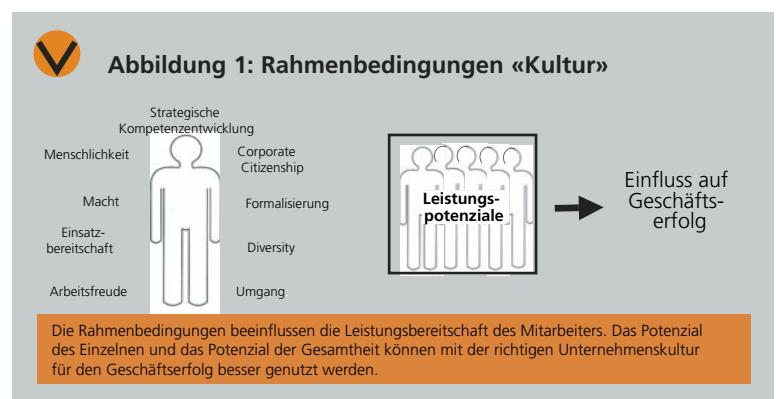 Abbildung 1: Rahmenbedingungen «Kultur»
Strategische
Kompetenzentwicklung
Menschlichkeit
Macht
Einsatz-
bereitschaft
Arbeitsfreude
Corporate
Citizenship
Formalisierung
Diversity
Umgang
Leistungs-
potenziale
Einfluss auf
Geschäfts-
erfolg
Die Rahmenbedingungen beeinflussen die Leistungsbereitschaft des Mitarbeiters. Das Potenzial
des Einzelnen und das Potenzial der Gesamtheit können mit der richtigen Unternehmenskultur
für den Geschäftserfolg besser genutzt werden.